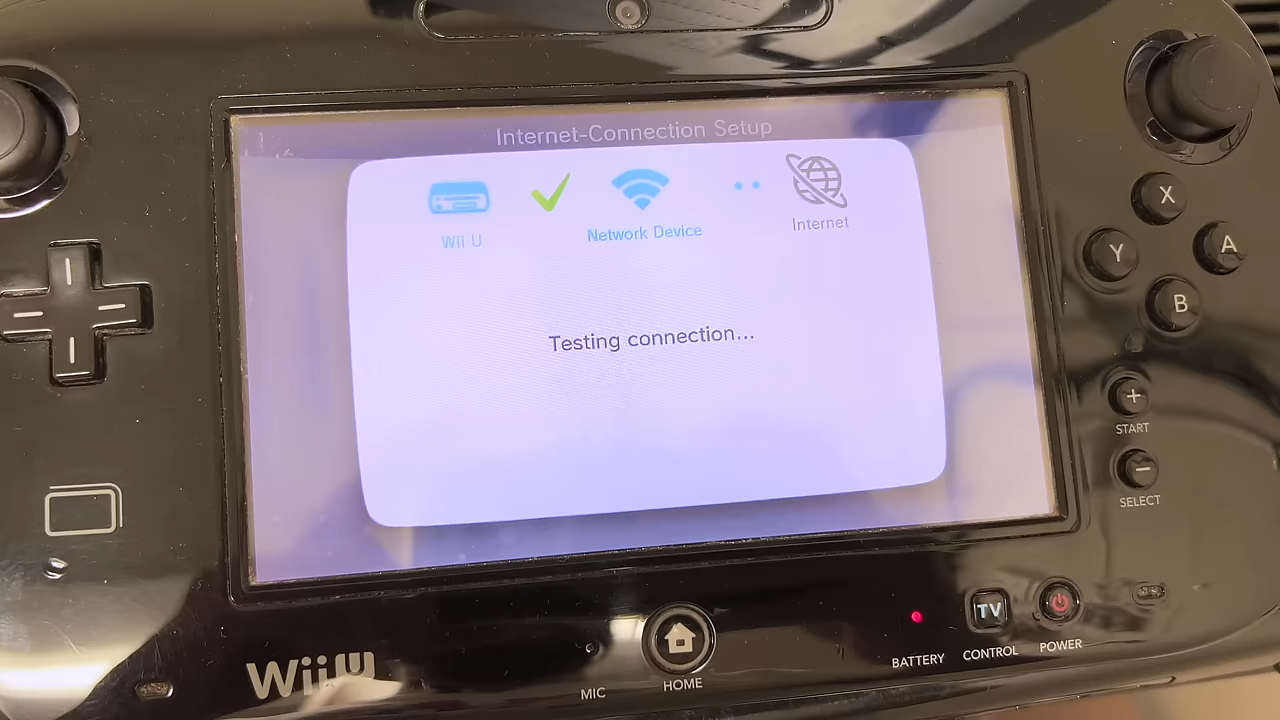 Internet-Connection Setup
Wii U
Network Device
Internet
Testing connection...
X
Y
A
B
START
SELECT
TV
BATTERY
CONTROL
POWER
WiiU
MIC
HOME